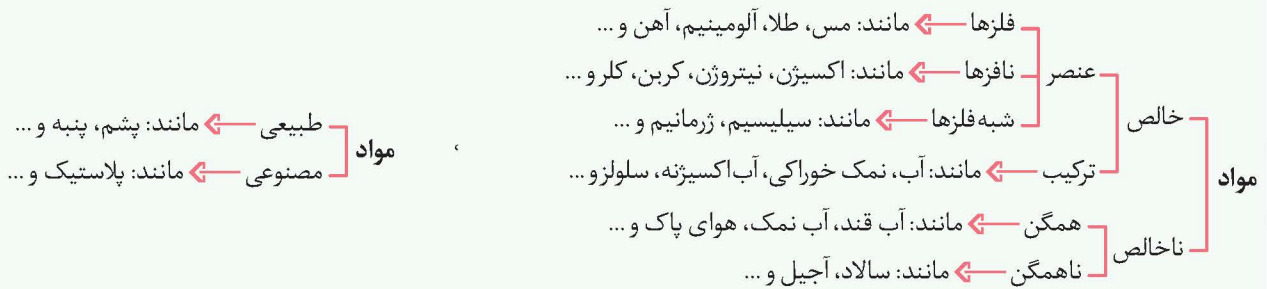 مواد
خالص
عنصر
فلزها مانند: مس، طلا، آلومینیم، آهن و ...
نافزها مانند: اکسیژن، نیتروژن، کربن، کلر و ...
شبه‌فلزها مانند: سیلیسیم، ژرمانیم و ...
ترکیب مانند: آب، نمک خوراکی، آب‌اکسیژنه، سلولز و ...
ناخالص
همگن مانند: آب قند، آب نمک، هوای پاک و ...
ناهمگن مانند: سالاد، آجیل و ...
،
مواد
طبیعی مانند: پشم، پنبه و ...
مصنوعی مانند: پلاستیک و ...